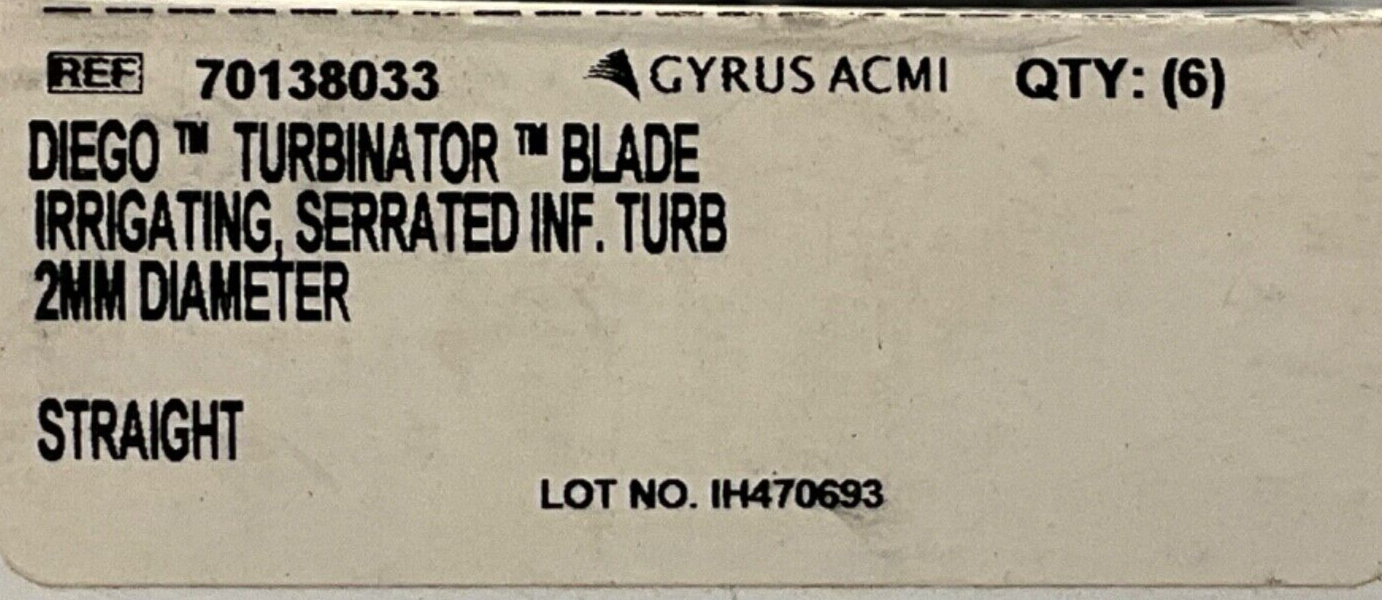 REF 70138033 GYRUS ACMI QTY: (6)
DIEGO ™ TURBINATOR ™ BLADE
IRRIGATING, SERRATED INF. TURB
2MM DIAMETER
STRAIGHT
LOT NO. IH470693